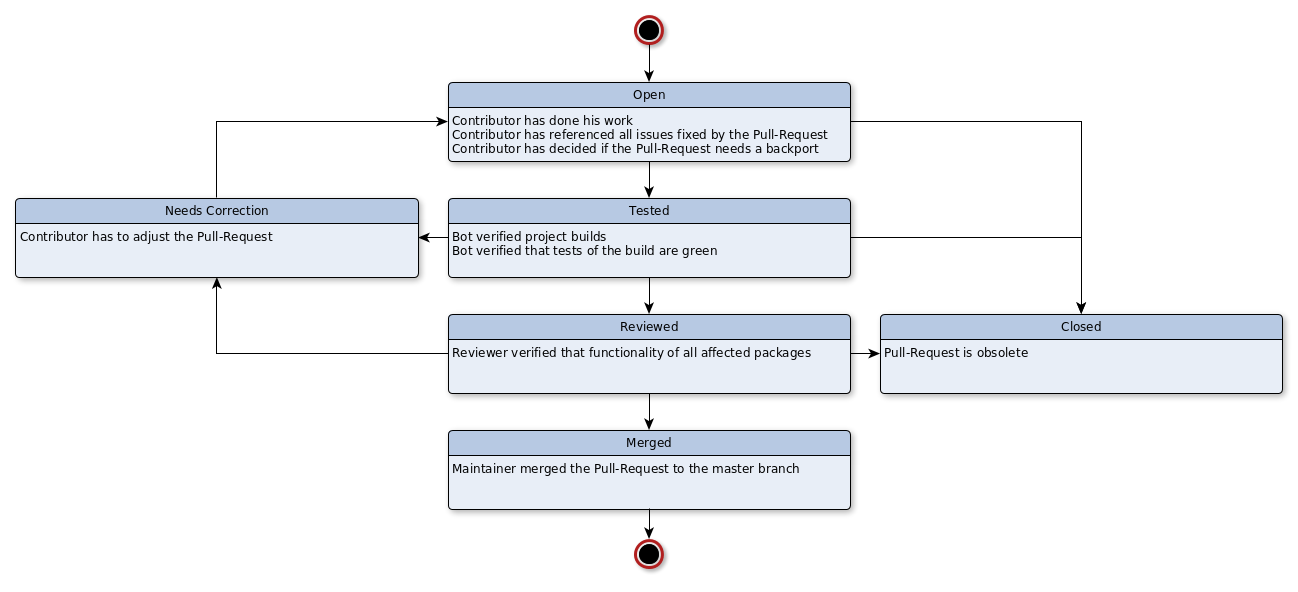 Open
Contributor has done his work
Contributor has referenced all issues fixed by the Pull-Request
Contributor has decided if the Pull-Request needs a backport
Needs Correction
Contributor has to adjust the Pull-Request
Tested
Bot verified project builds
Bot verified that tests of the build are green
Reviewed
Reviewer verified that functionality of all affected packages
Closed
Pull-Request is obsolete
Merged
Maintainer merged the Pull-Request to the master branch